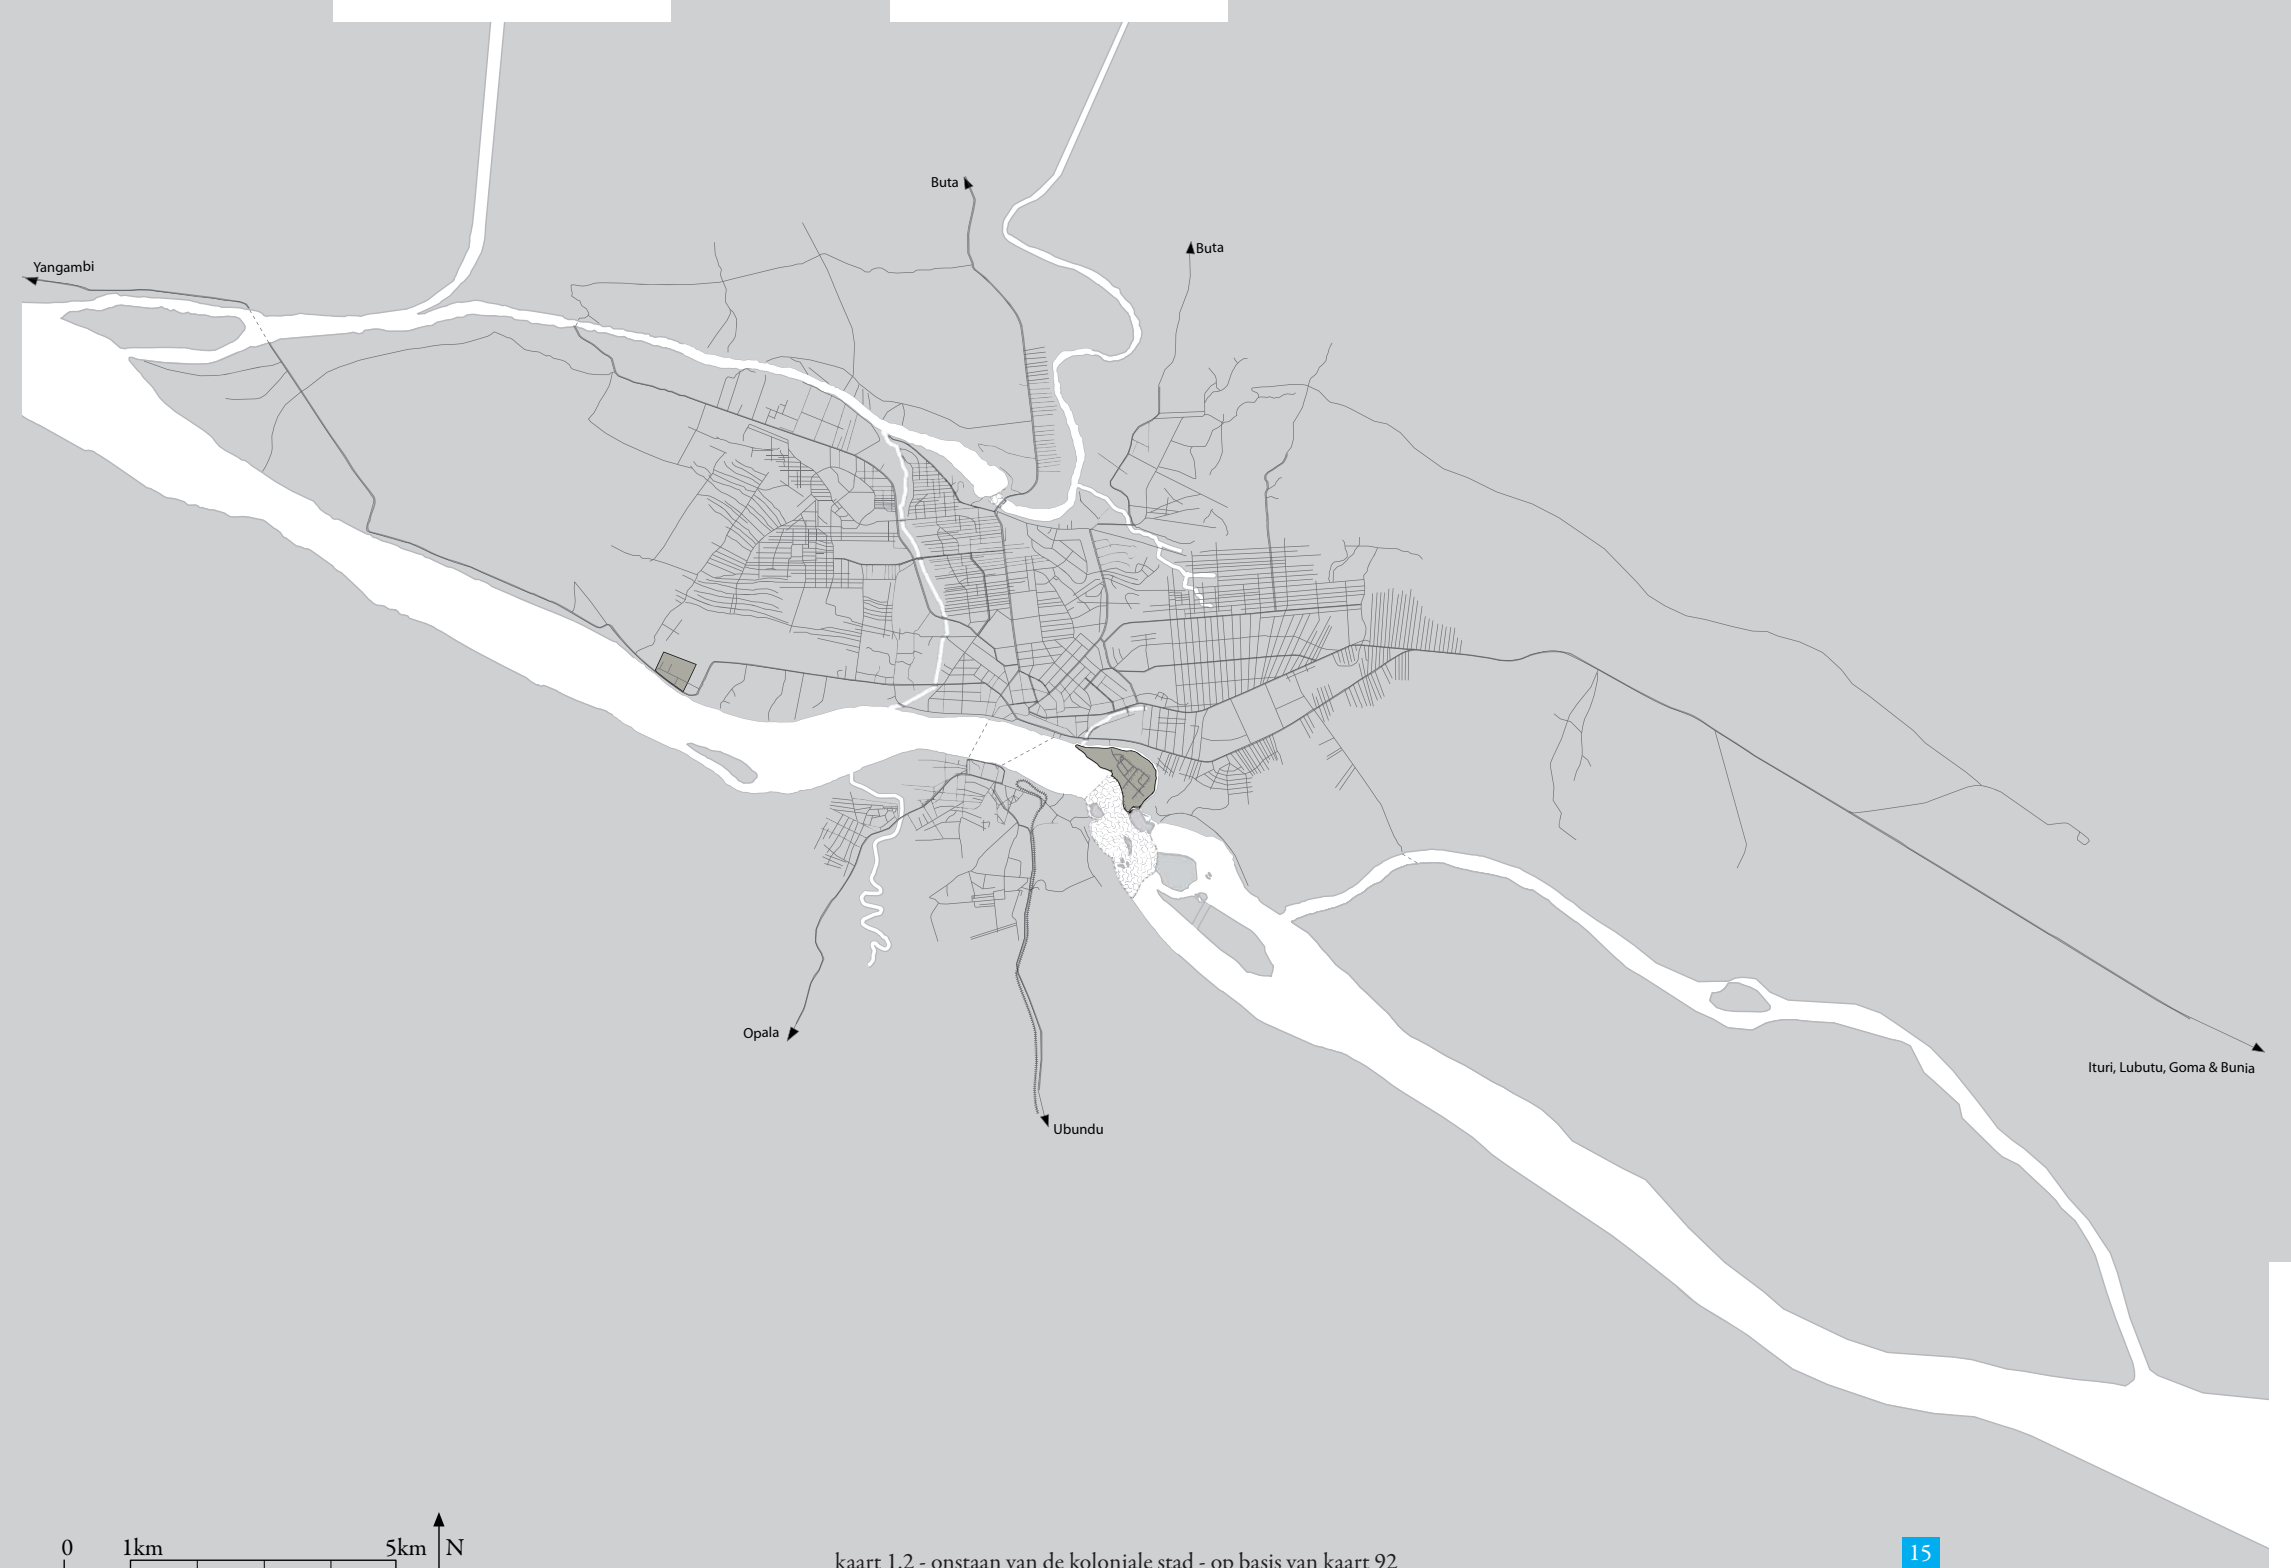 Buta
Buta
Yangambi
Opala
Ituri, Lubutu, Goma & Bunia
Ubundu
0 1km 5km N
kaart 1.2 - onstaan van de koloniale stad - op basis van kaart 92
15